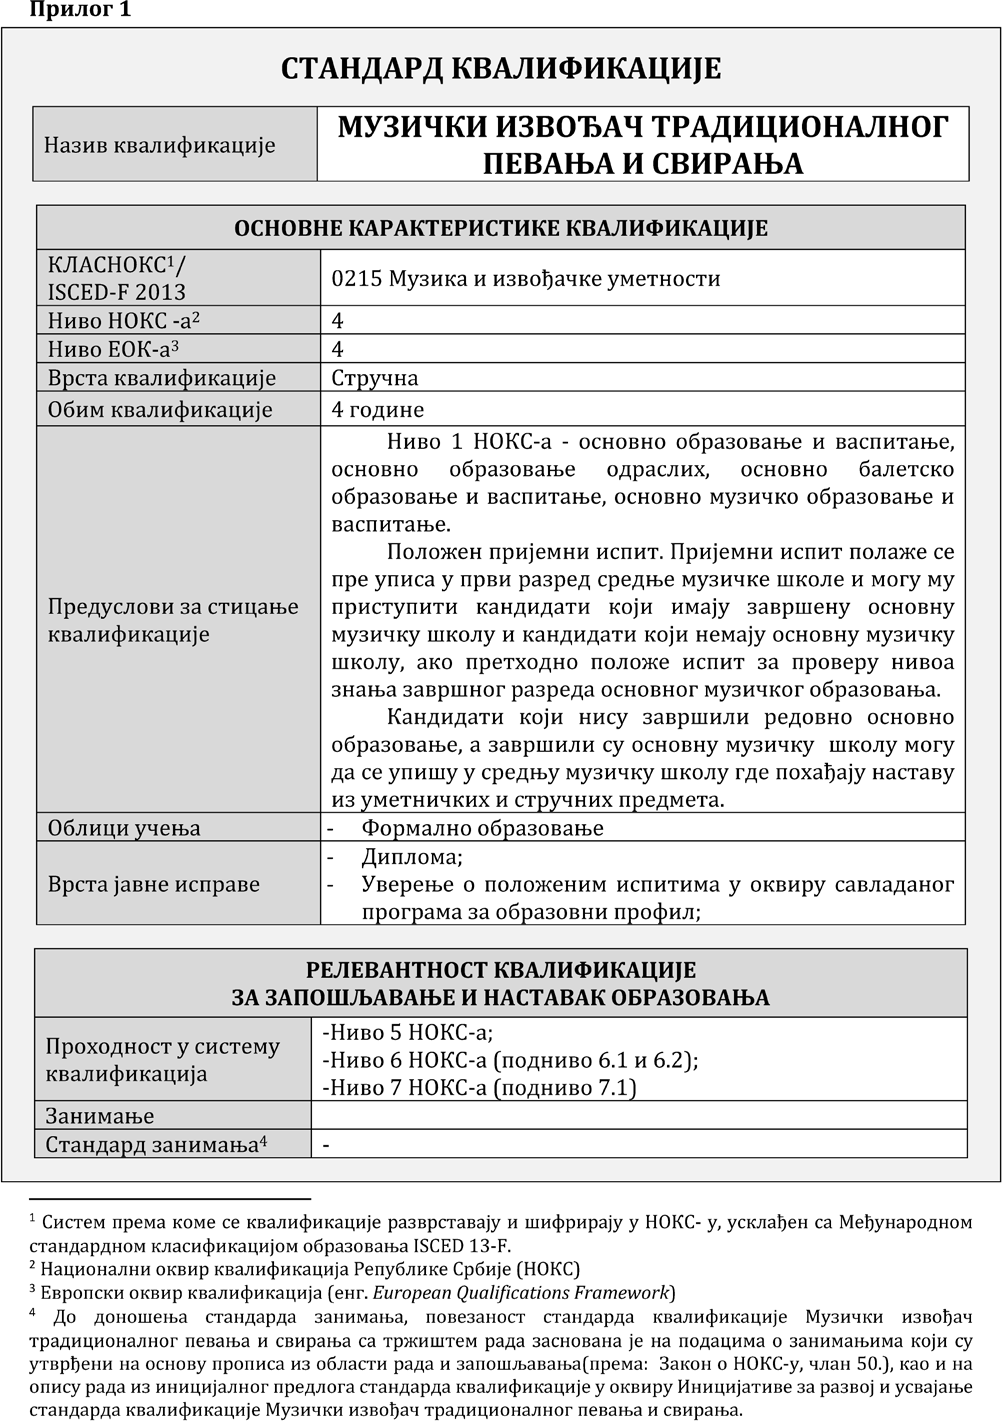 Прилог 1
СТАНДАРД КВАЛИФИКАЦИЈЕ
Назив квалификације
МУЗИЧКИ ИЗВОЂАЧ ТРАДИЦИОНАЛНОГ
ПЕВАЊА И СВИРАЊА
ОСНОВНЕ КАРАКТЕРИСТИКЕ КВАЛИФИКАЦИЈЕ
КЛАСНОКС¹/
ISCED-F 2013
0215 Музика и извођачке уметности
Ниво НОКС -а²
4
Ниво ЕОК-а³
4
Врста квалификације
Стручна
Обим квалификације
4 године
Предуслови за стицање
квалификације
Ниво 1 НОКС-а - основно образовање и васпитање,
основно образовање одраслих, основно балетско
образовање и васпитање, основно музичко образовање и
васпитање.
Положен пријемни испит. Пријемни испит полаже се
пре уписа у први разред средње музичке школе и могу му
приступити кандидати који имају завршену основну
музичку школу и кандидати који немају основну музичку
школу, ако претходно положе испит за проверу нивоа
знања завршног разреда основног музичког образовања.
Кандидати који нису завршили редовно основно
образовање, а завршили су основну музичку  школу могу
да се упишу у средњу музичку школу где похађају наставу
из уметничких и стручних предмета.
Облици учења
- Формално образовање
Врста јавне исправе
- Диплома;
- Уверење о положеним испитима у оквиру савладаног
програма за образовни профил;
РЕЛЕВАНТНОСТ КВАЛИФИКАЦИЈЕ
ЗА ЗАПОШЉАВАЊЕ И НАСТАВАК ОБРАЗОВАЊА
Проходност у систему
квалификација
-Ниво 5 НОКС-а;
-Ниво 6 НОКС-а (подниво 6.1 и 6.2);
-Ниво 7 НОКС-а (подниво 7.1)
Занимање
Стандард занимања⁴
-
¹ Систем према коме се квалификације разврставају и шифрирају у НОКС- у, усклађен са Међународном
стандардном класификацијом образовања ISCED 13-F.
² Национални оквир квалификација Републике Србије (НОКС)
³ Европски оквир квалификација (енг. European Qualifications Framework)
⁴ До доношења стандарда занимања, повезаност стандарда квалификације Музички извођач
традиционалног певања и свирања са тржиштем рада заснована је на подацима о занимањима који су
утврђени на основу прописа из области рада и запошљавања(према:  Закон о НОКС-у, члан 50.), као и на
опису рада из иницијалног предлога стандарда квалификације у оквиру Иницијативе за развој и усвајање
стандарда квалификације Музички извођач традиционалног певања и свирања.